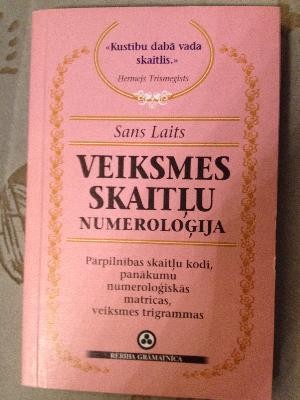 «Kustību dabā vada
skaitlis.»
Hermejs Trismegists
Sans Laits
VEIKSMES
SKAITĻU
NUMEROLOĢIJA
Pārpilnības skaitļu kodi,
panākumu
numeroloģiskās
matricas,
veiksmes trigrammas
RĒRIHA GRĀMATNĪCA